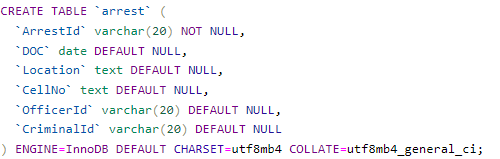 CREATE TABLE `arrest` (
`ArrestId` varchar(20) NOT NULL,
`DOC` date DEFAULT NULL,
`Location` text DEFAULT NULL,
`CellNo` text DEFAULT NULL,
`OfficerId` varchar(20) DEFAULT NULL,
`CriminalId` varchar(20) DEFAULT NULL
) ENGINE=InnoDB DEFAULT CHARSET=utf8mb4 COLLATE=utf8mb4_general_ci;